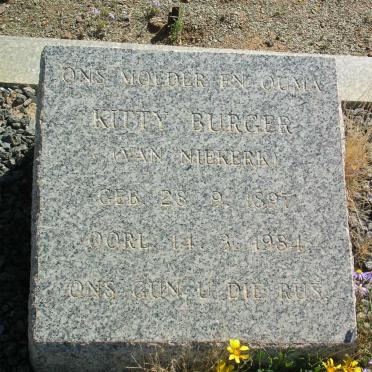 ONS MOEDER EN OUMA
KITTY BURGER
(VAN NIEKERK)
GEB. 28. 9. 1897
OORL. 14. 3. 1984
ONS GUN U DIE RUS